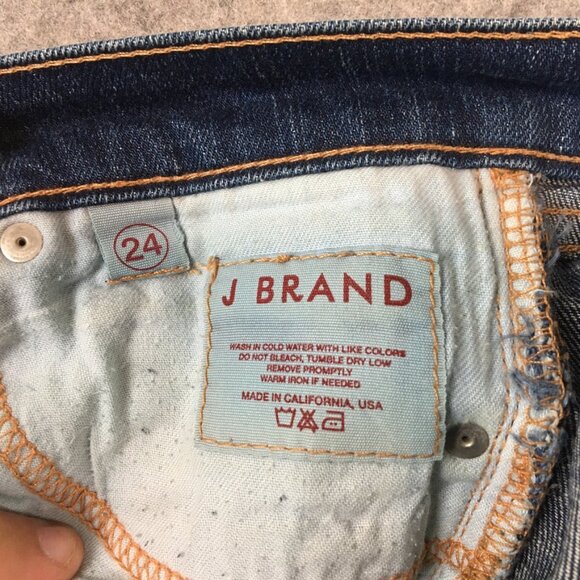 24
J BRAND
WASH IN COLD WATER WITH LIKE COLORS
DO NOT BLEACH, TUMBLE DRY LOW
REMOVE PROMPTLY
WARM IRON IF NEEDED
MADE IN CALIFORNIA, USA